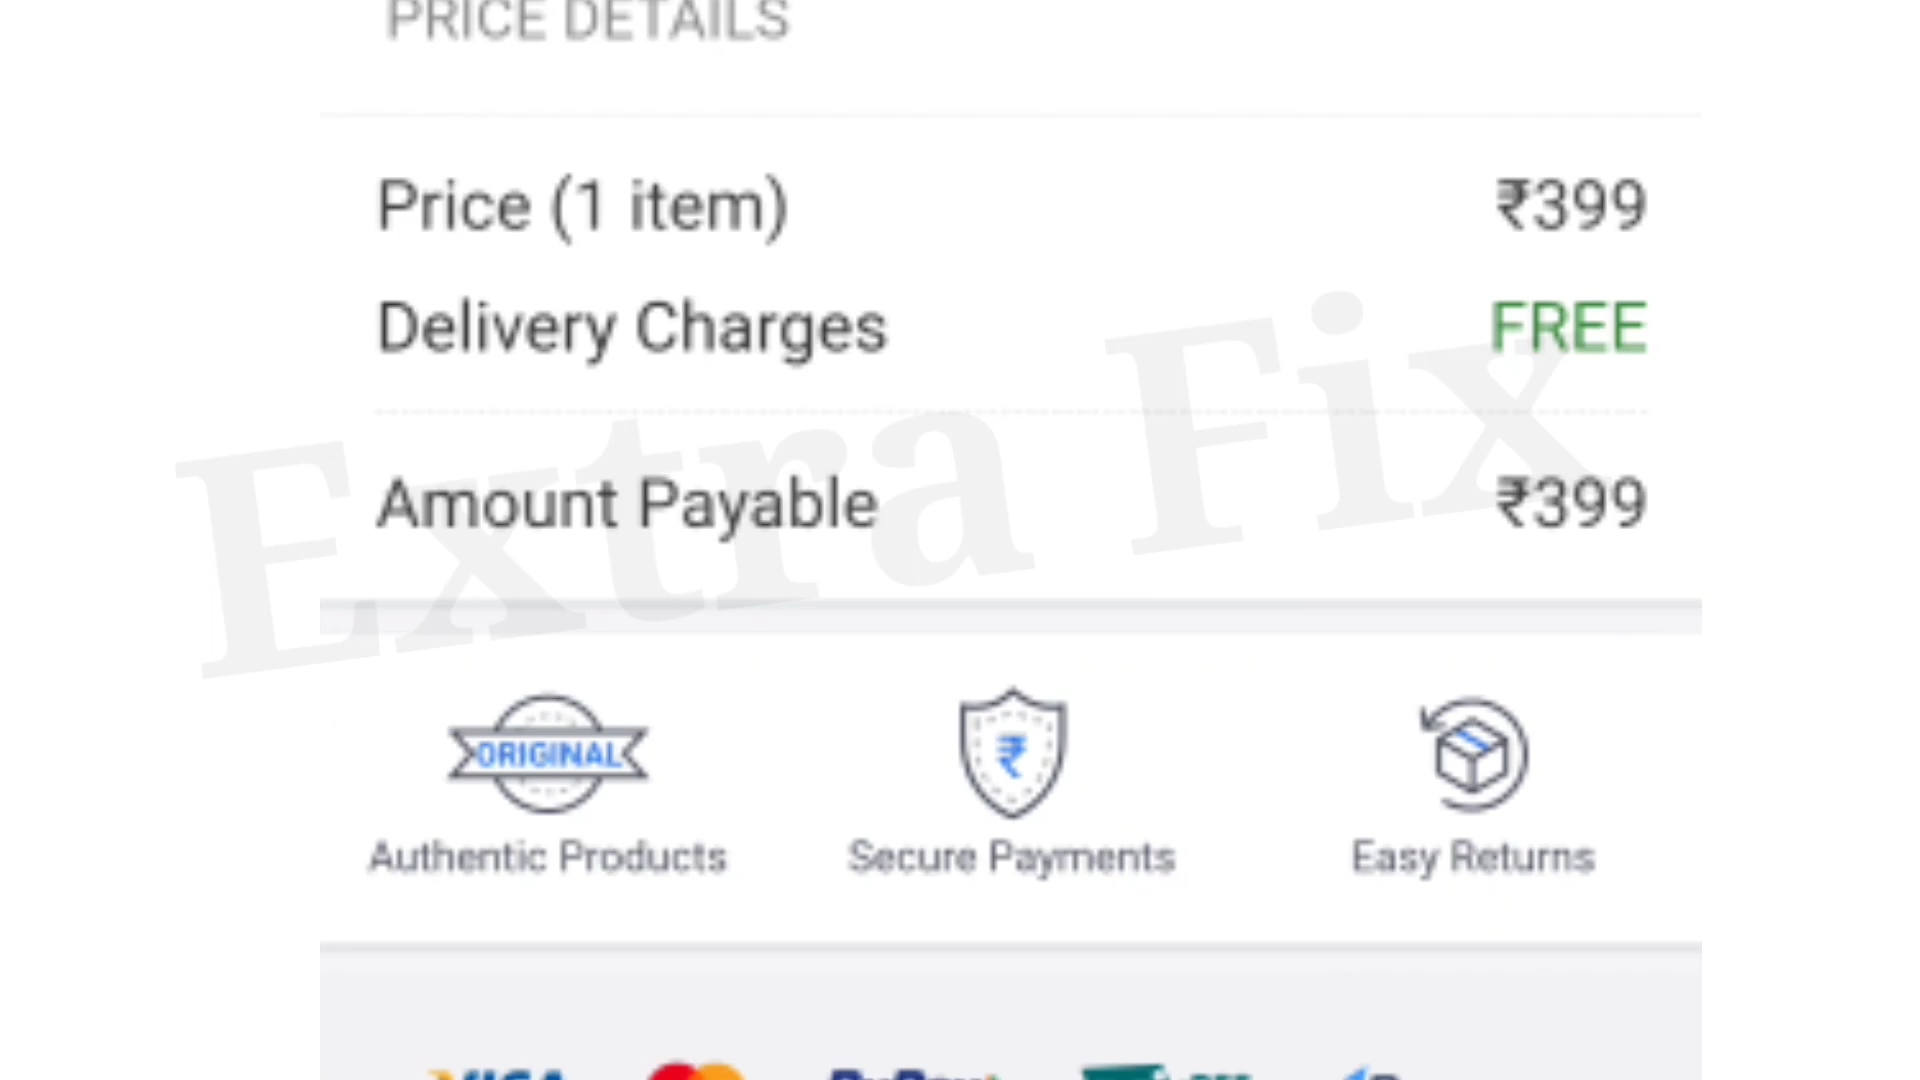 PRICE DETAILS
Price (1 item) ₹399
Delivery Charges FREE
Extra Fix
Amount Payable ₹399
ORIGINAL ₹
Authentic Products Secure Payments Easy Returns
VISA